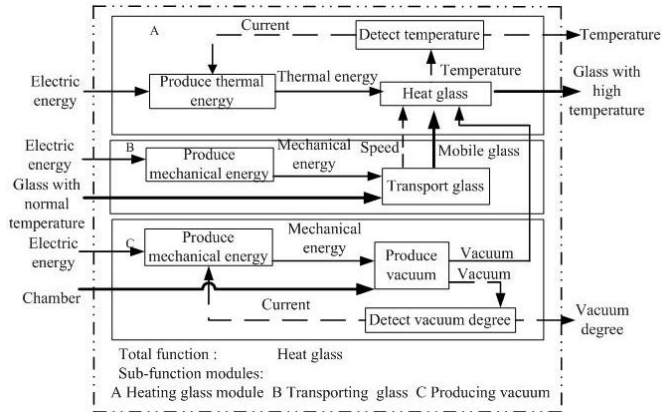 A
Current
Detect temperature
Temperature
Electric
energy
Produce thermal
energy
Thermal energy
Temperature
Heat glass
Glass with
high
temperature
Electric
energy
B
Produce
mechanical energy
Mechanical
energy
Speed
Mobile glass
Transport glass
Glass with
normal
temperature
Electric
energy
C
Produce
mechanical energy
Mechanical
energy
Produce
vacuum
Vacuum
Vacuum
Chamber
Current
Detect vacuum degree
Vacuum
degree
Total function : Heat glass
Sub-function modules:
A Heating glass module B Transporting glass C Producing vacuum